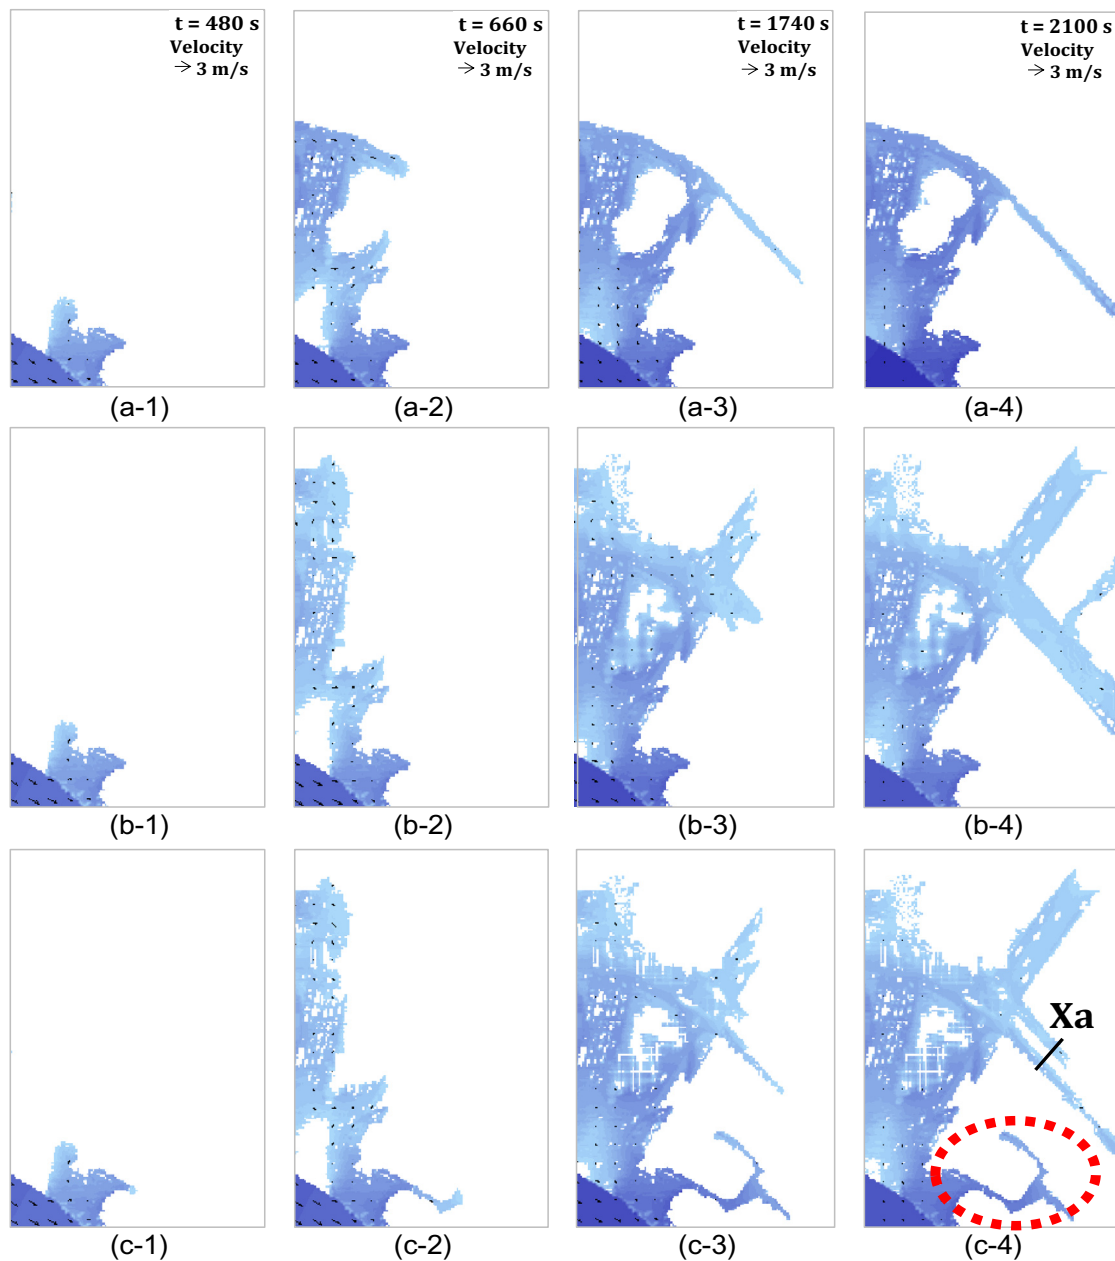 t = 480 s
Velocity
→ 3 m/s
t = 660 s
Velocity
→ 3 m/s
t = 1740 s
Velocity
→ 3 m/s
t = 2100 s
Velocity
→ 3 m/s
(a-1)
(a-2)
(a-3)
(a-4)
(b-1)
(b-2)
(b-3)
(b-4)
Xa
(c-1)
(c-2)
(c-3)
(c-4)